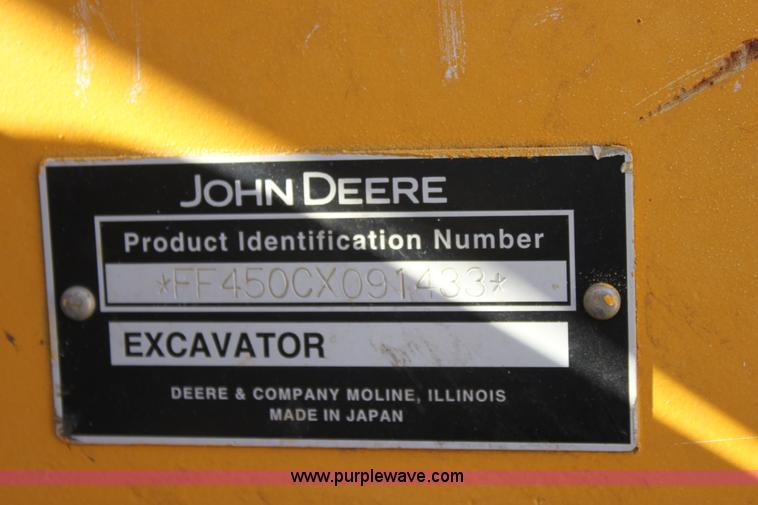 JOHN DEERE
Product Identification Number
*FF450CX091433*
EXCAVATOR
DEERE & COMPANY MOLINE, ILLINOIS
MADE IN JAPAN
www.purplewave.com